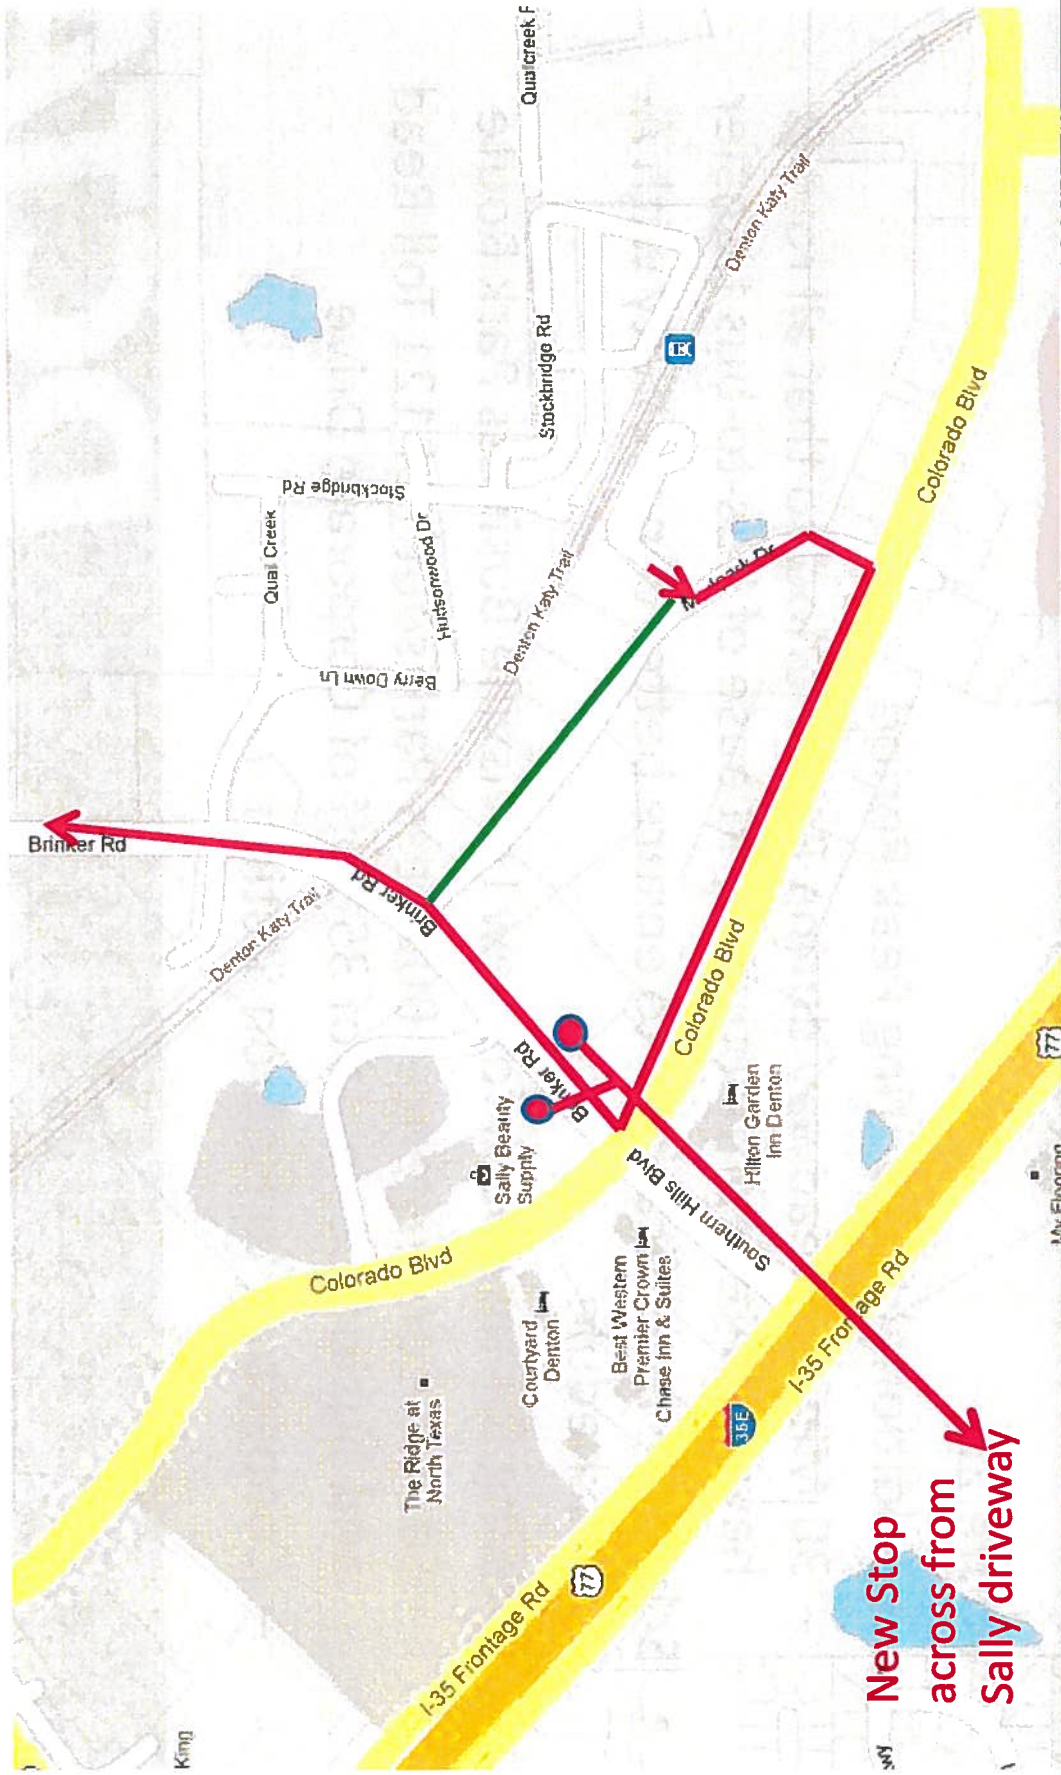 Brinker Rd
Quail Creek
Stockbridge Rd
Hudsonwood Dr
Berry Down Ln
Stockbridge Rd
Denton Katy Trail
Denton Katy Trail
Denton Katy Trail
Brinker Rd
Brinker Rd
Colorado Blvd
Colorado Blvd
Colorado Blvd
Sally Beauty
Supply
Southern Hills Blvd
Hilton Garden
Inn Denton
Best Western
Premier Crown
Chase Inn & Suites
Courtyard
Denton
The Ridge at
North Texas
I-35 Frontage Rd
I-35 Frontage Rd
35E
77
77
King
New Stop
across from
Sally driveway